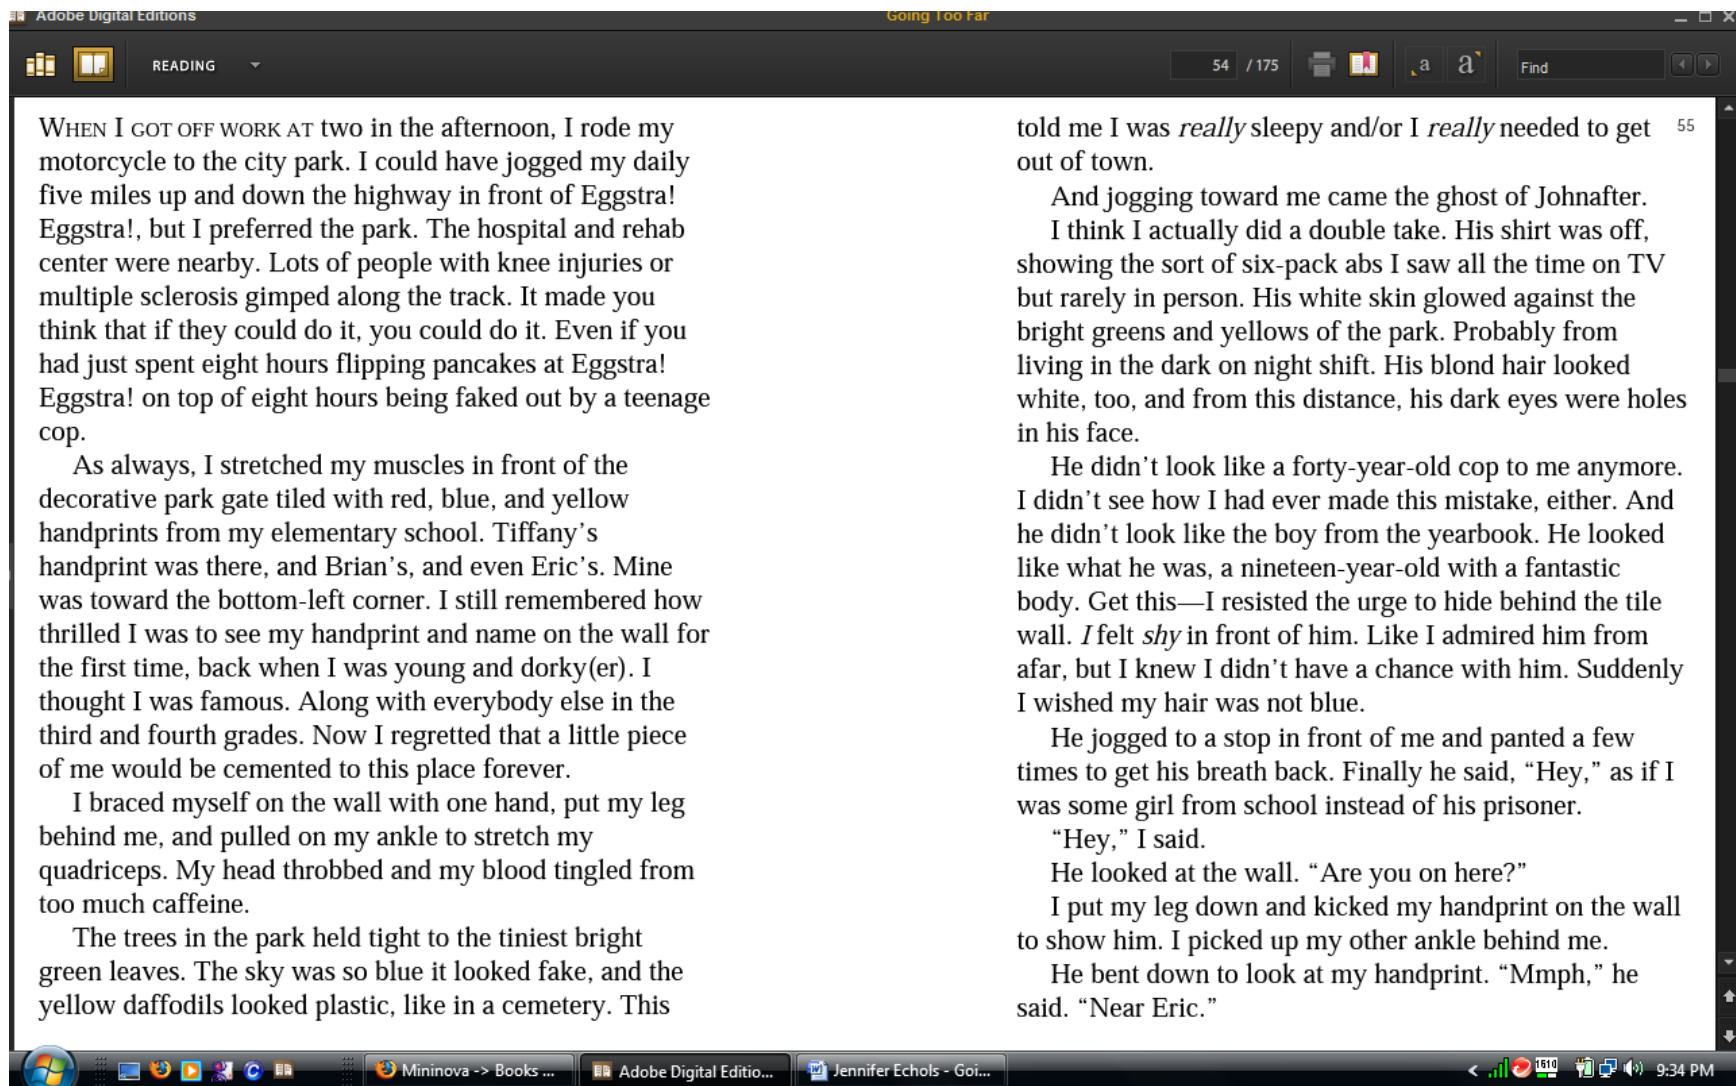 Adobe Digital Editions
Going Too Far
READING
54 / 175
a
a
Find
WHEN I GOT OFF WORK AT two in the afternoon, I rode my
motorcycle to the city park. I could have jogged my daily
five miles up and down the highway in front of Eggstra!
Eggstra!, but I preferred the park. The hospital and rehab
center were nearby. Lots of people with knee injuries or
multiple sclerosis gimped along the track. It made you
think that if they could do it, you could do it. Even if you
had just spent eight hours flipping pancakes at Eggstra!
Eggstra! on top of eight hours being faked out by a teenage
cop.
As always, I stretched my muscles in front of the
decorative park gate tiled with red, blue, and yellow
handprints from my elementary school. Tiffany’s
handprint was there, and Brian’s, and even Eric’s. Mine
was toward the bottom-left corner. I still remembered how
thrilled I was to see my handprint and name on the wall for
the first time, back when I was young and dorky(er). I
thought I was famous. Along with everybody else in the
third and fourth grades. Now I regretted that a little piece
of me would be cemented to this place forever.
I braced myself on the wall with one hand, put my leg
behind me, and pulled on my ankle to stretch my
quadriceps. My head throbbed and my blood tingled from
too much caffeine.
The trees in the park held tight to the tiniest bright
green leaves. The sky was so blue it looked fake, and the
yellow daffodils looked plastic, like in a cemetery. This
told me I was really sleepy and/or I really needed to get
55
out of town.
And jogging toward me came the ghost of Johnafter.
I think I actually did a double take. His shirt was off,
showing the sort of six-pack abs I saw all the time on TV
but rarely in person. His white skin glowed against the
bright greens and yellows of the park. Probably from
living in the dark on night shift. His blond hair looked
white, too, and from this distance, his dark eyes were holes
in his face.
He didn’t look like a forty-year-old cop to me anymore.
I didn’t see how I had ever made this mistake, either. And
he didn’t look like the boy from the yearbook. He looked
like what he was, a nineteen-year-old with a fantastic
body. Get this—I resisted the urge to hide behind the tile
wall. I felt shy in front of him. Like I admired him from
afar, but I knew I didn’t have a chance with him. Suddenly
I wished my hair was not blue.
He jogged to a stop in front of me and panted a few
times to get his breath back. Finally he said, “Hey,” as if I
was some girl from school instead of his prisoner.
“Hey,” I said.
He looked at the wall. “Are you on here?”
I put my leg down and kicked my handprint on the wall
to show him. I picked up my other ankle behind me.
He bent down to look at my handprint. “Mmph,” he
said. “Near Eric.”
Mininova -> Books ...
Adobe Digital Editio...
Jennifer Echols - Goi...
1510
9:34 PM